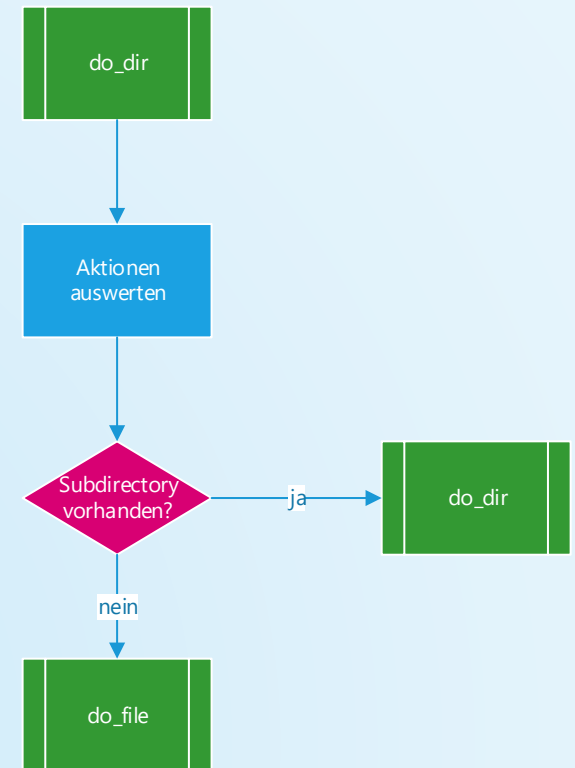 do_dir
Aktionen
auswerten
Subdirectory
vorhanden?
ja
do_dir
nein
do_file